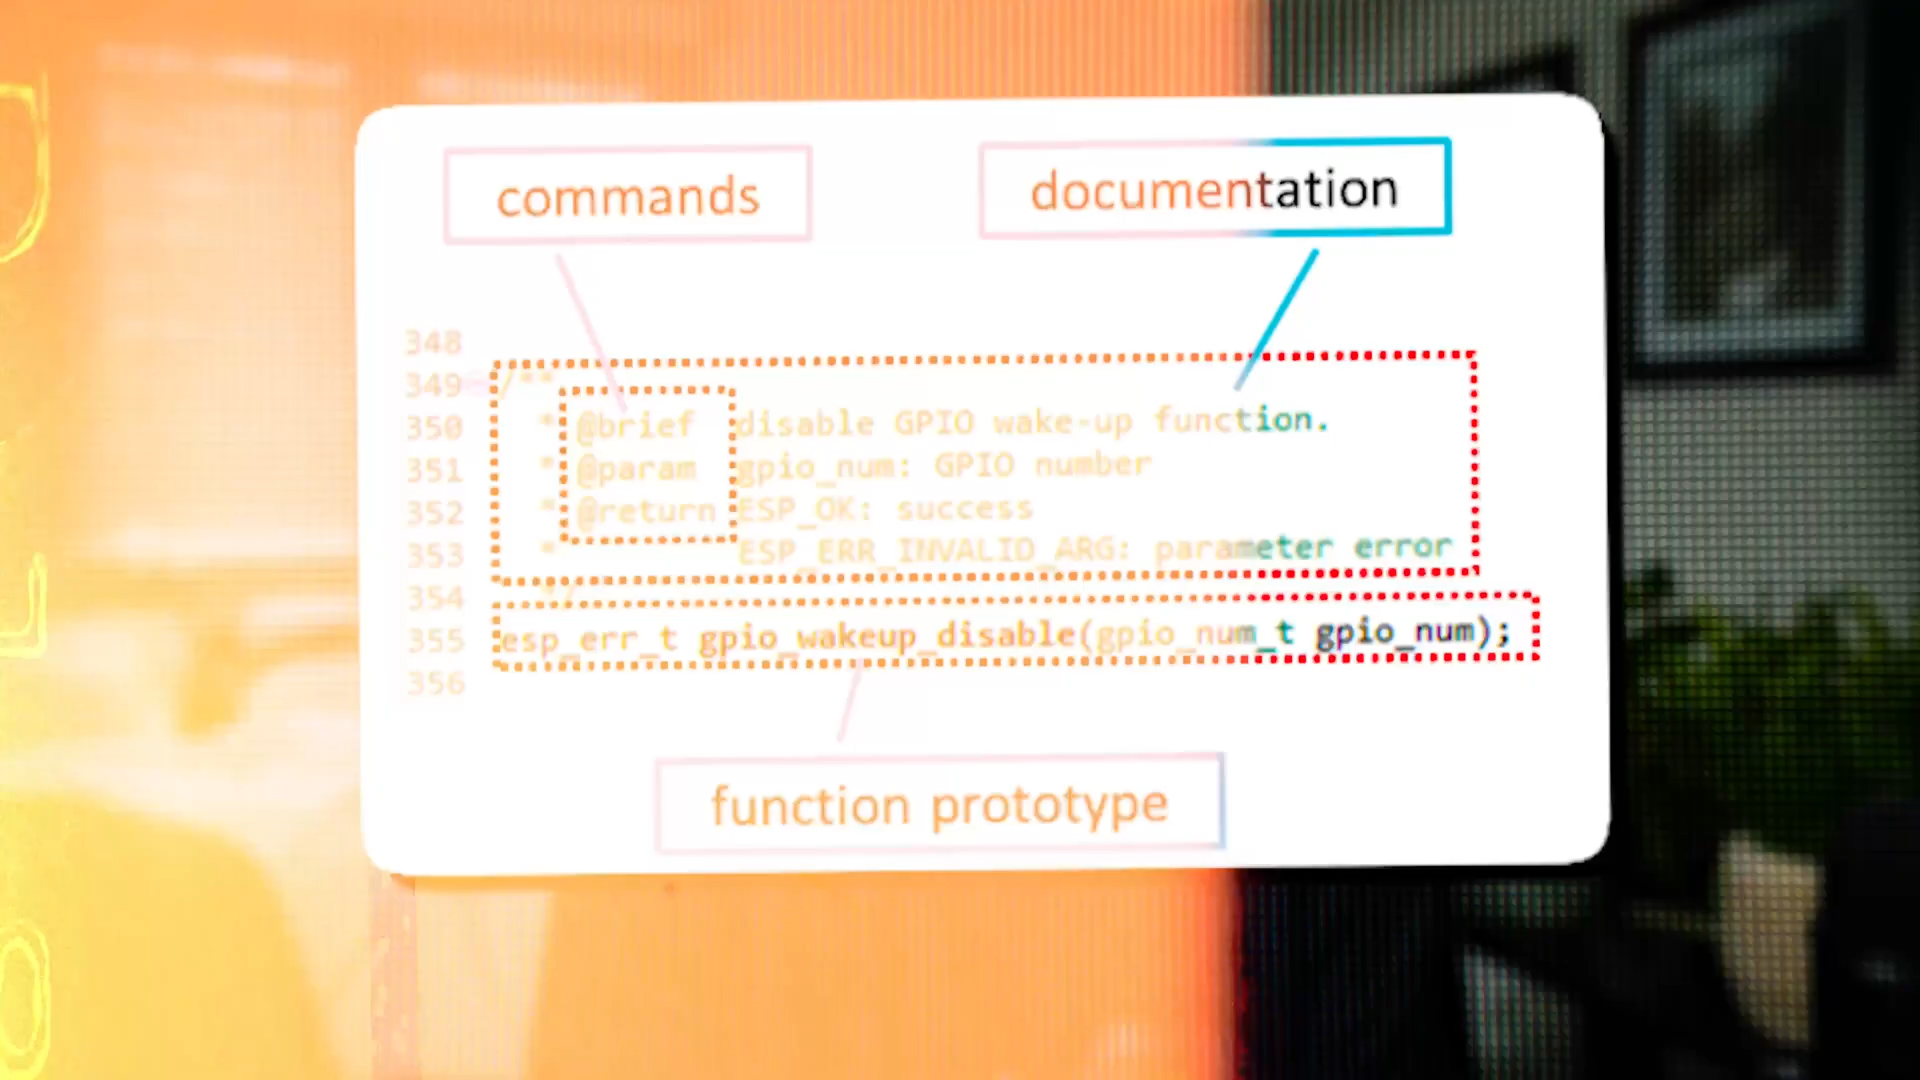 commands
documentation
348
349 /**
350 * @brief disable GPIO wake-up function.
351 * @param gpio_num: GPIO number
352 * @return ESP_OK: success
353 * ESP_ERR_INVALID_ARG: parameter error
354 */
355 esp_err_t gpio_wakeup_disable(gpio_num_t gpio_num);
356
function prototype